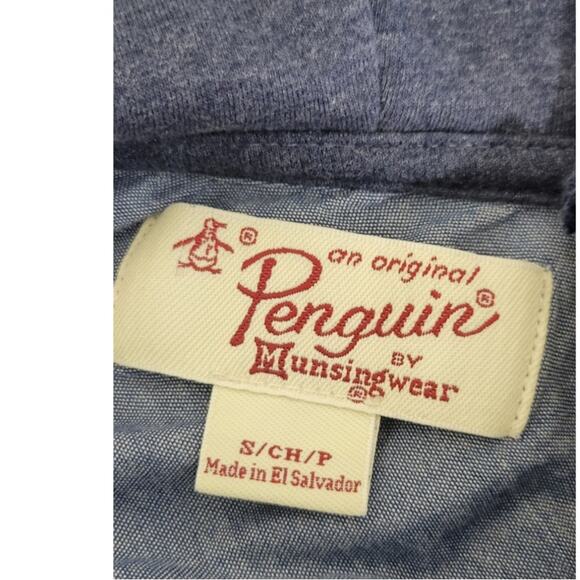 ®
an original
Penguin®
BY
Munsingwear
®
S/CH/P
Made in El Salvador